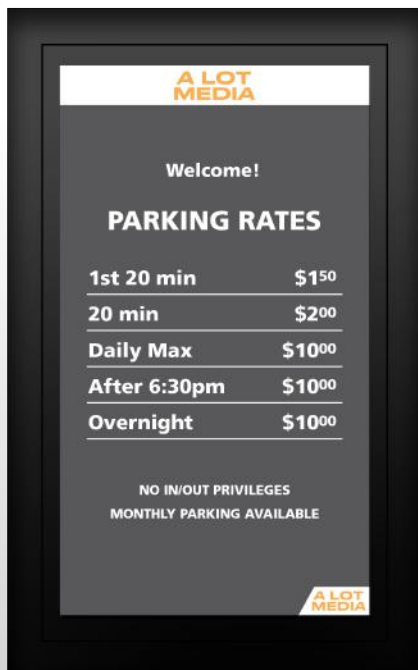 A LOT
MEDIA
Welcome!
PARKING RATES
1st 20 min $150
20 min $200
Daily Max $1000
After 6:30pm $1000
Overnight $1000
NO IN/OUT PRIVILEGES
MONTHLY PARKING AVAILABLE
A LOT
MEDIA